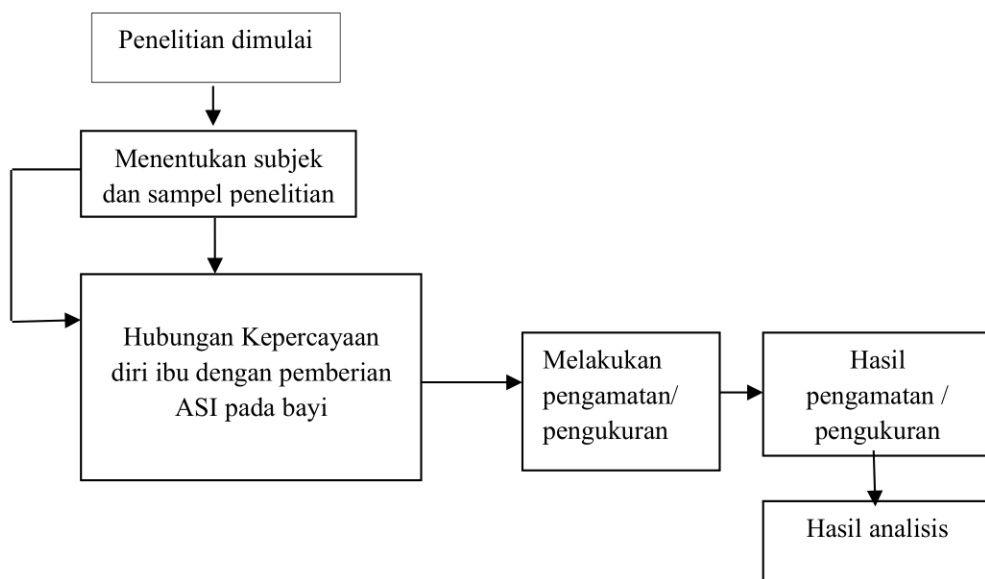 Penelitian dimulai
Menentukan subjek
dan sampel penelitian
Hubungan Kepercayaan
diri ibu dengan pemberian
ASI pada bayi
Melakukan
pengamatan/
pengukuran
Hasil
pengamatan /
pengukuran
Hasil analisis